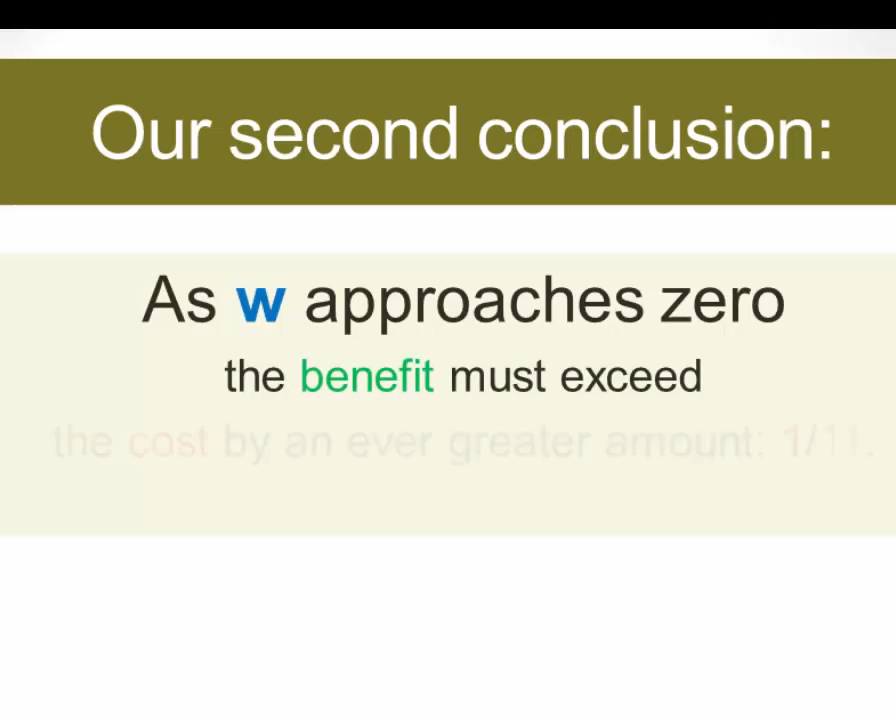 Our second conclusion:
As w approaches zero
the benefit must exceed
the cost by an ever greater amount: 1/11.